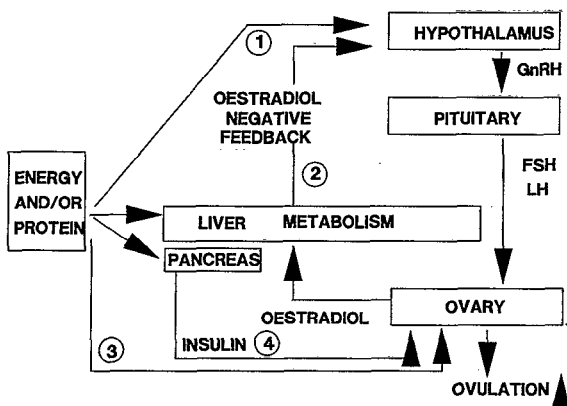 1
HYPOTHALAMUS
GnRH
OESTRADIOL
NEGATIVE
FEEDBACK
PITUITARY
ENERGY
AND/OR
PROTEIN
2
FSH
LH
LIVER METABOLISM
PANCREAS
OESTRADIOL
OVARY
3
INSULIN 4
OVULATION